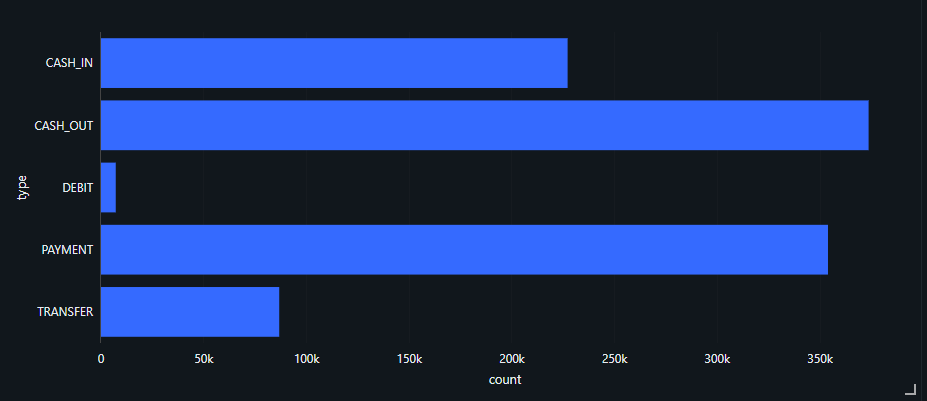 CASH_IN
CASH_OUT
DEBIT
PAYMENT
TRANSFER
type
0 50k 100k 150k 200k 250k 300k 350k
count